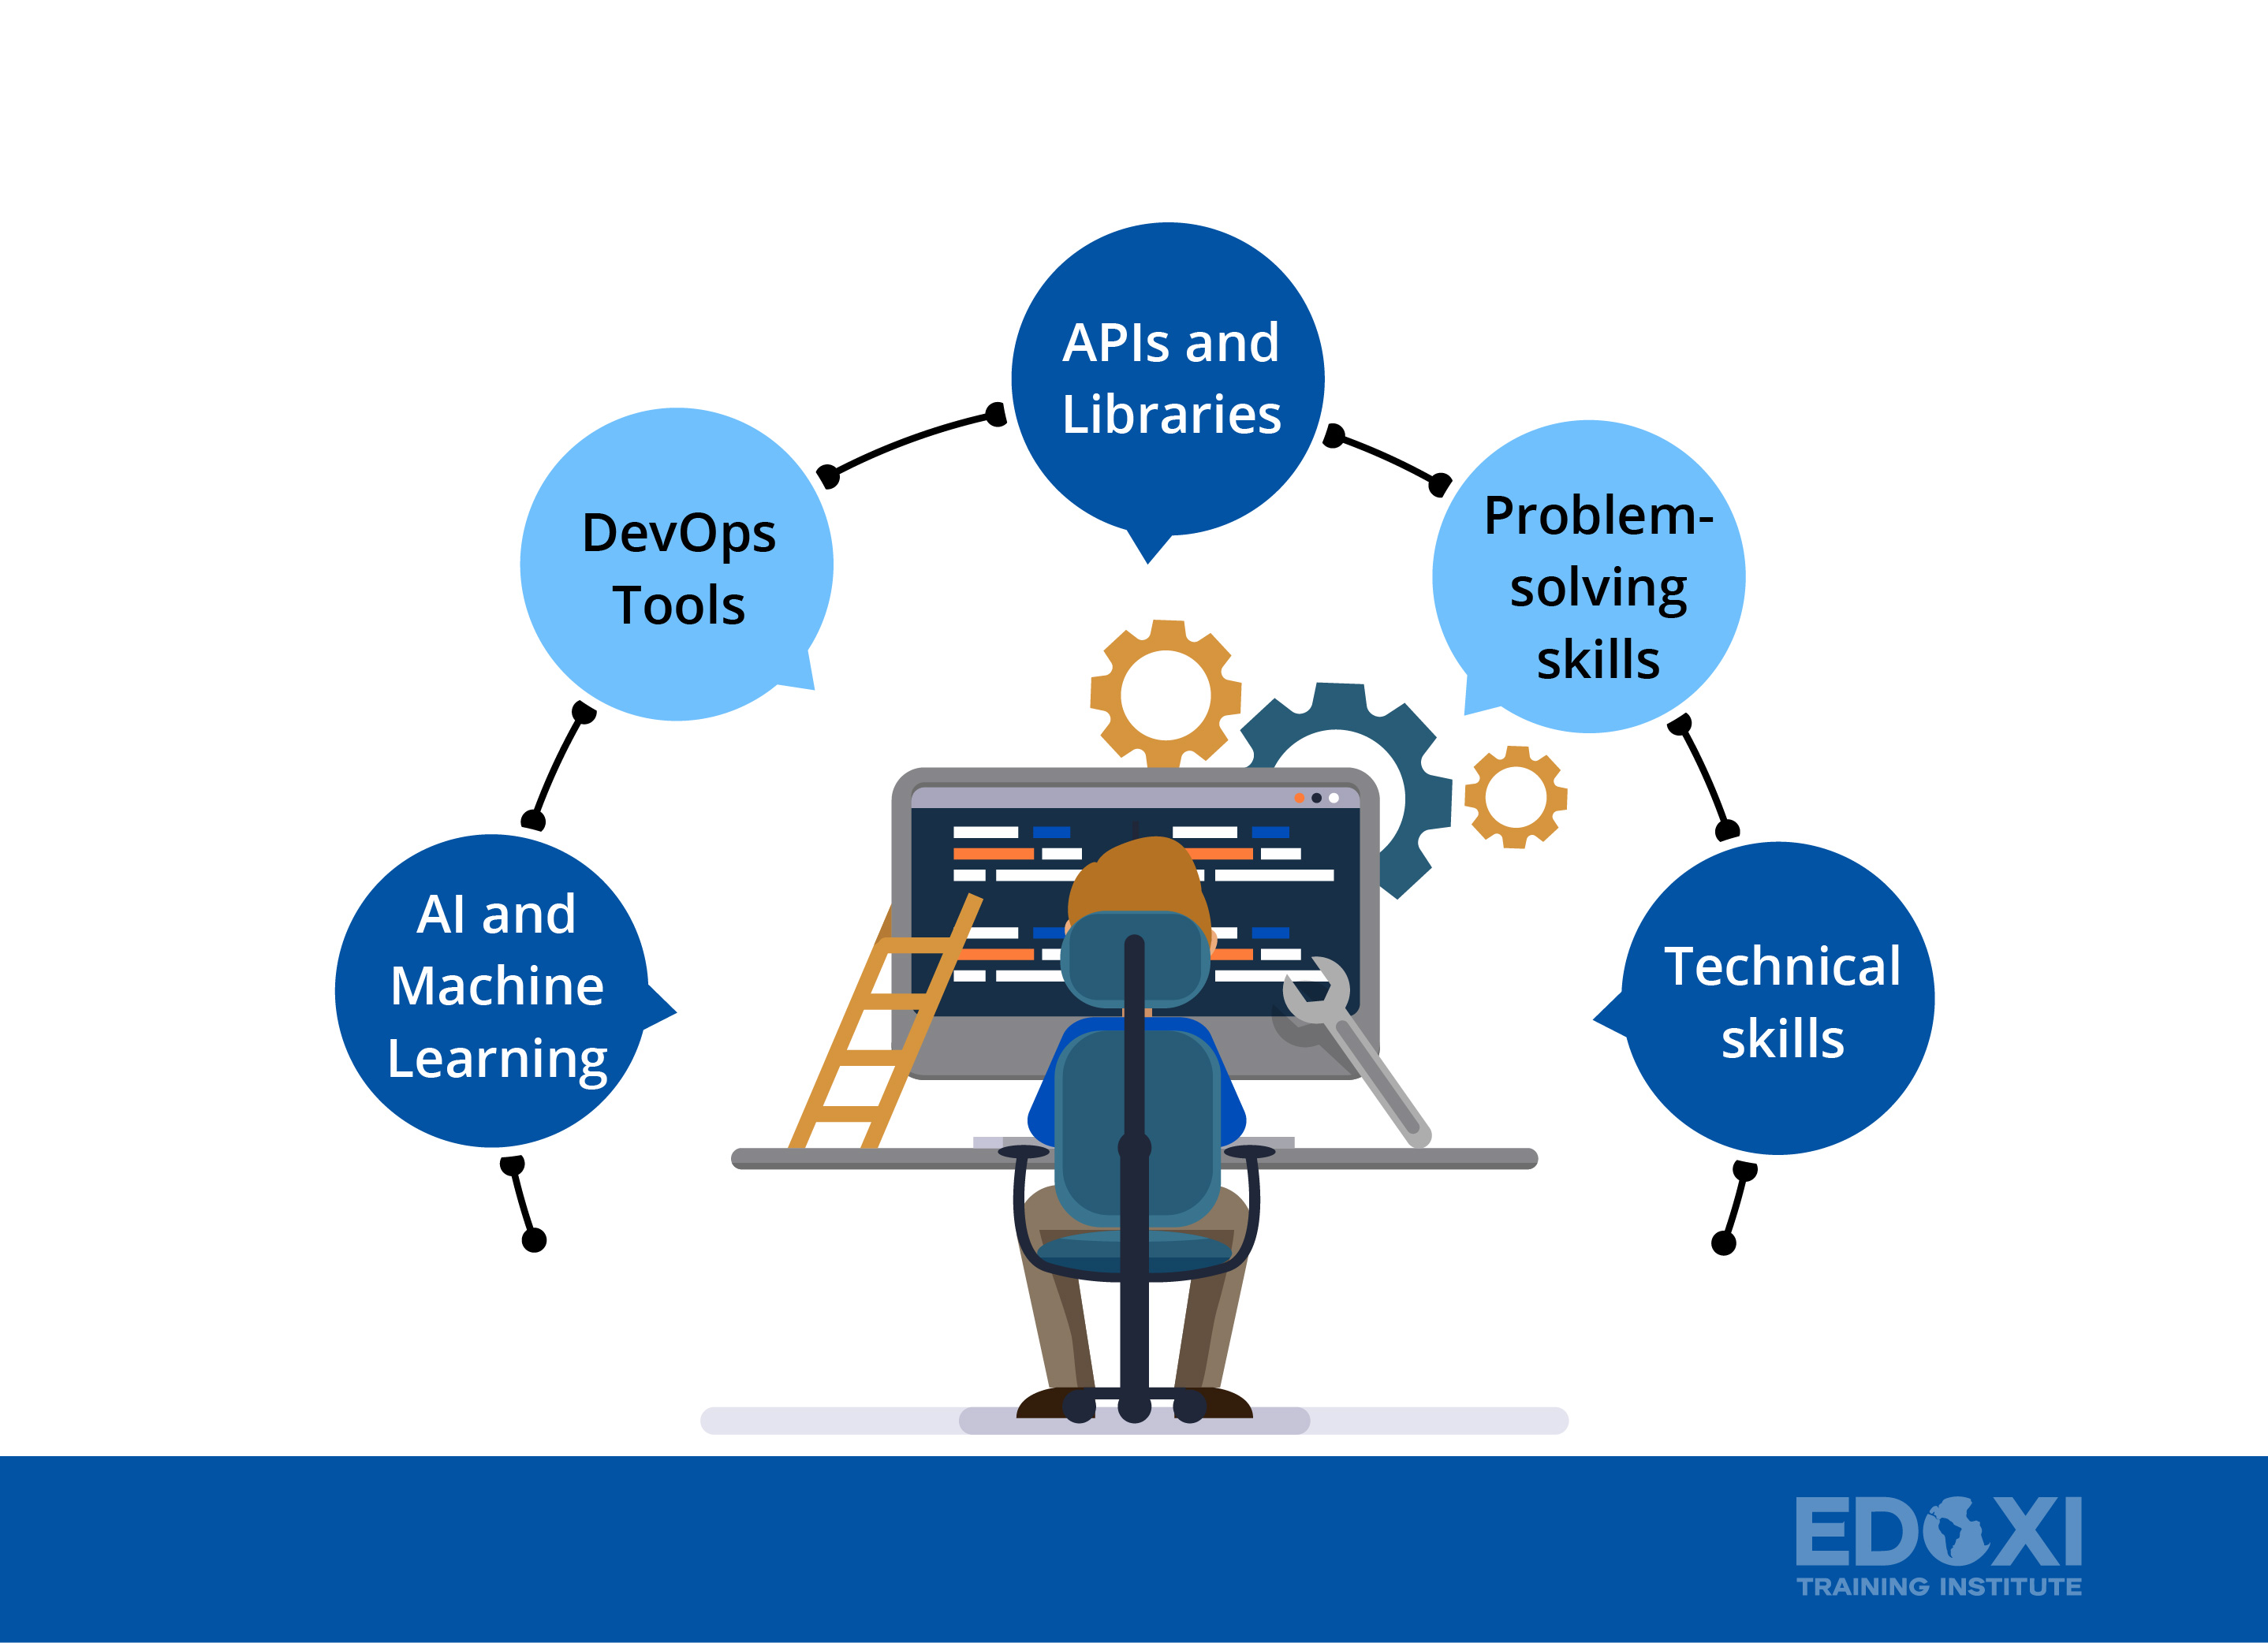 APIs and
Libraries
DevOps
Tools
Problem-
solving
skills
AI and
Machine
Learning
Technical
skills
EDOXI
TRAINING INSTITUTE